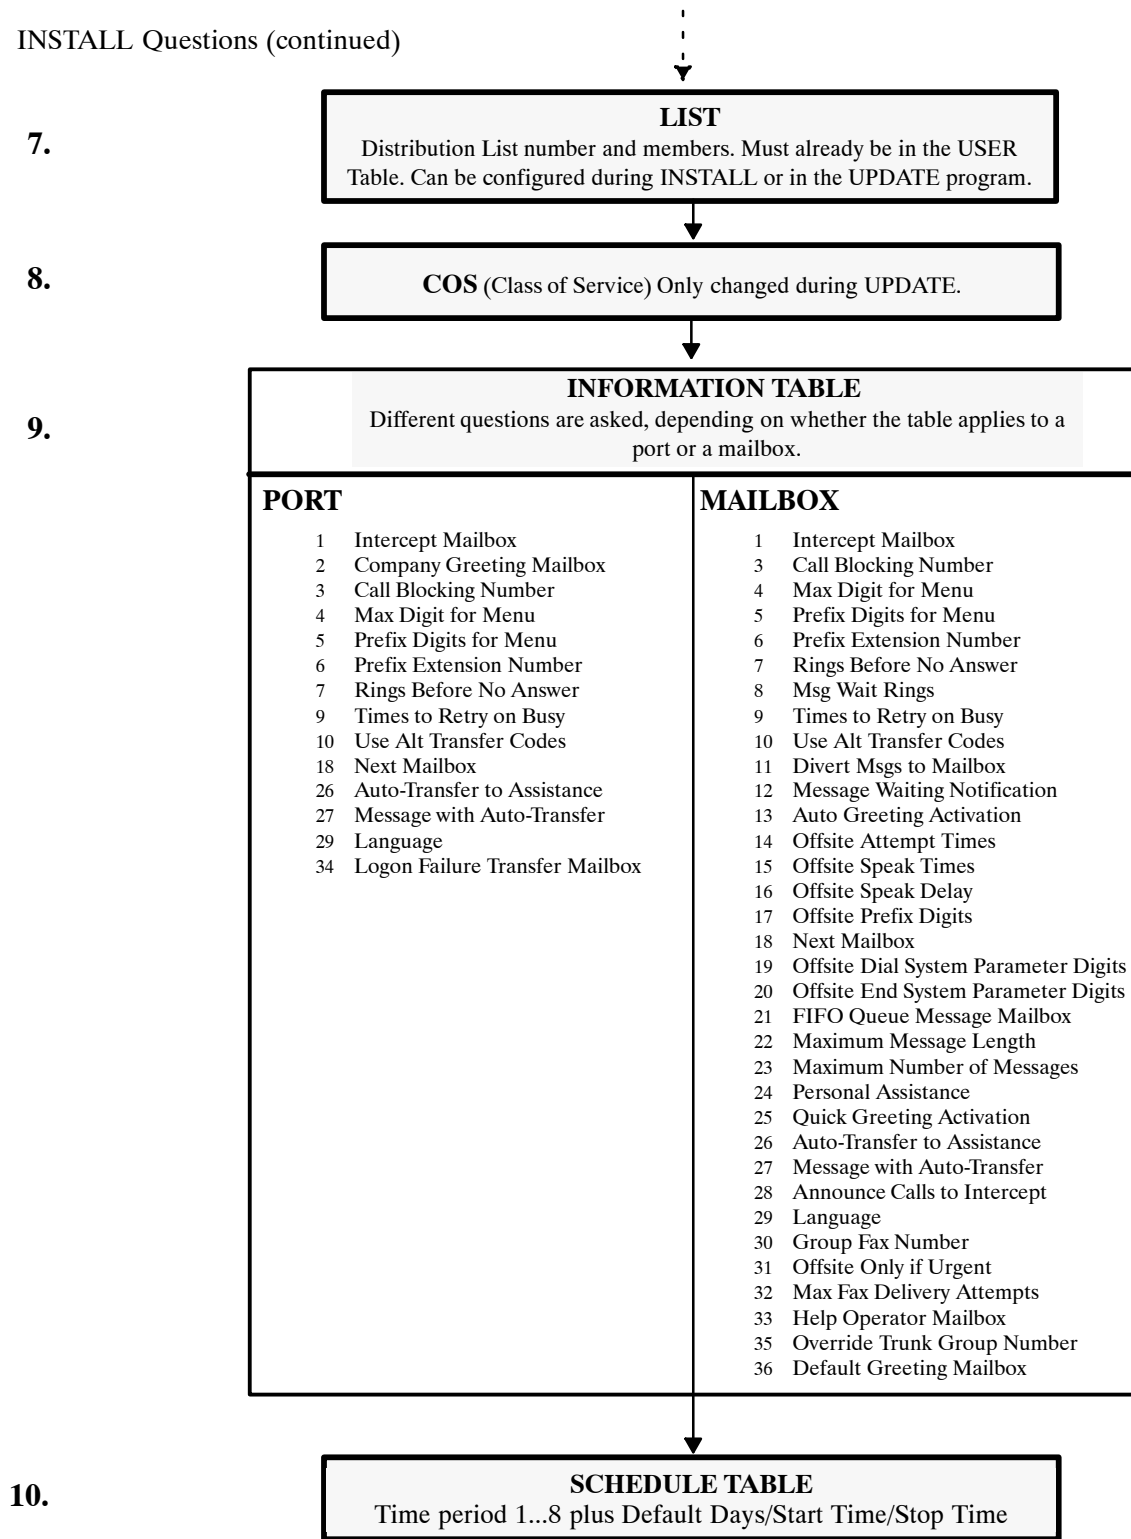 INSTALL Questions (continued)
7.
LIST
Distribution List number and members. Must already be in the USER
Table. Can be configured during INSTALL or in the UPDATE program.
8.
COS (Class of Service) Only changed during UPDATE.
9.
INFORMATION TABLE
Different questions are asked, depending on whether the table applies to a
port or a mailbox.
PORT
1 Intercept Mailbox
2 Company Greeting Mailbox
3 Call Blocking Number
4 Max Digit for Menu
5 Prefix Digits for Menu
6 Prefix Extension Number
7 Rings Before No Answer
9 Times to Retry on Busy
10 Use Alt Transfer Codes
18 Next Mailbox
26 Auto-Transfer to Assistance
27 Message with Auto-Transfer
29 Language
34 Logon Failure Transfer Mailbox
MAILBOX
1 Intercept Mailbox
3 Call Blocking Number
4 Max Digit for Menu
5 Prefix Digits for Menu
6 Prefix Extension Number
7 Rings Before No Answer
8 Msg Wait Rings
9 Times to Retry on Busy
10 Use Alt Transfer Codes
11 Divert Msgs to Mailbox
12 Message Waiting Notification
13 Auto Greeting Activation
14 Offsite Attempt Times
15 Offsite Speak Times
16 Offsite Speak Delay
17 Offsite Prefix Digits
18 Next Mailbox
19 Offsite Dial System Parameter Digits
20 Offsite End System Parameter Digits
21 FIFO Queue Message Mailbox
22 Maximum Message Length
23 Maximum Number of Messages
24 Personal Assistance
25 Quick Greeting Activation
26 Auto-Transfer to Assistance
27 Message with Auto-Transfer
28 Announce Calls to Intercept
29 Language
30 Group Fax Number
31 Offsite Only if Urgent
32 Max Fax Delivery Attempts
33 Help Operator Mailbox
35 Override Trunk Group Number
36 Default Greeting Mailbox
10.
SCHEDULE TABLE
Time period 1...8 plus Default Days/Start Time/Stop Time